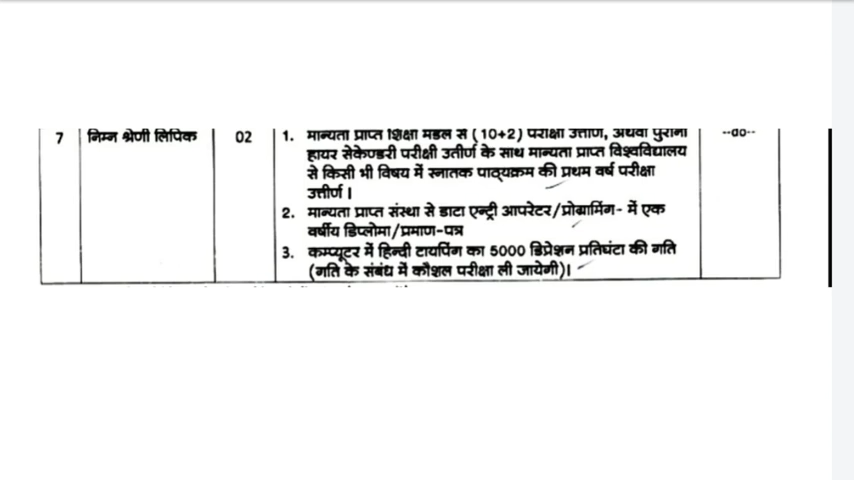 7 निम्न श्रेणी लिपिक 02 1. मान्यता प्राप्त शिक्षा मंडल से (10+2) परीक्षा उत्तीर्ण, अथवा पुरानी --do--
हायर सेकेण्डरी परीक्षी उतीर्ण के साथ मान्यता प्राप्त विश्वविद्यालय
से किसी भी विषय में स्नातक पाठ्यक्रम की प्रथम वर्ष परीक्षा
उत्तीर्ण ।
2. मान्यता प्राप्त संस्था से डाटा एन्ट्री आपरेटर/प्रोग्रामिंग- में एक
वर्षीय डिप्लोमा/प्रमाण-पत्र
3. कम्प्यूटर में हिन्दी टायपिंग का 5000 डिप्रेशन प्रतिघंटा की गति
(गति के संबंध में कौशल परीक्षा ली जायेगी)।